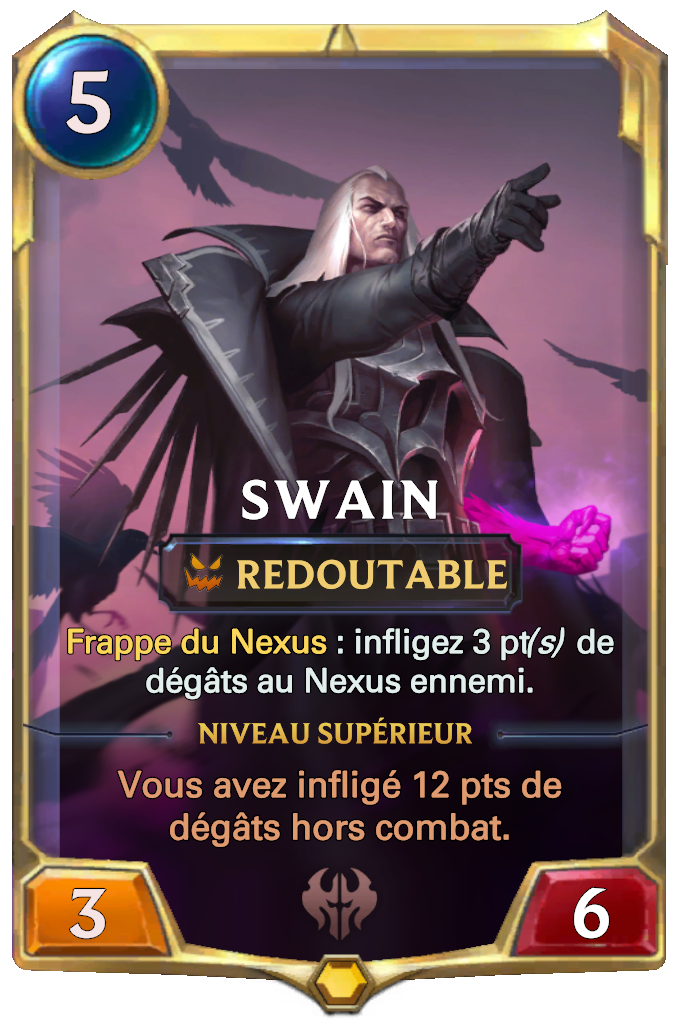 5
SWAIN
REDOUTABLE
Frappe du Nexus : infligez 3 pt(s) de
dégâts au Nexus ennemi.
NIVEAU SUPÉRIEUR
Vous avez infligé 12 pts de
dégâts hors combat.
3
6